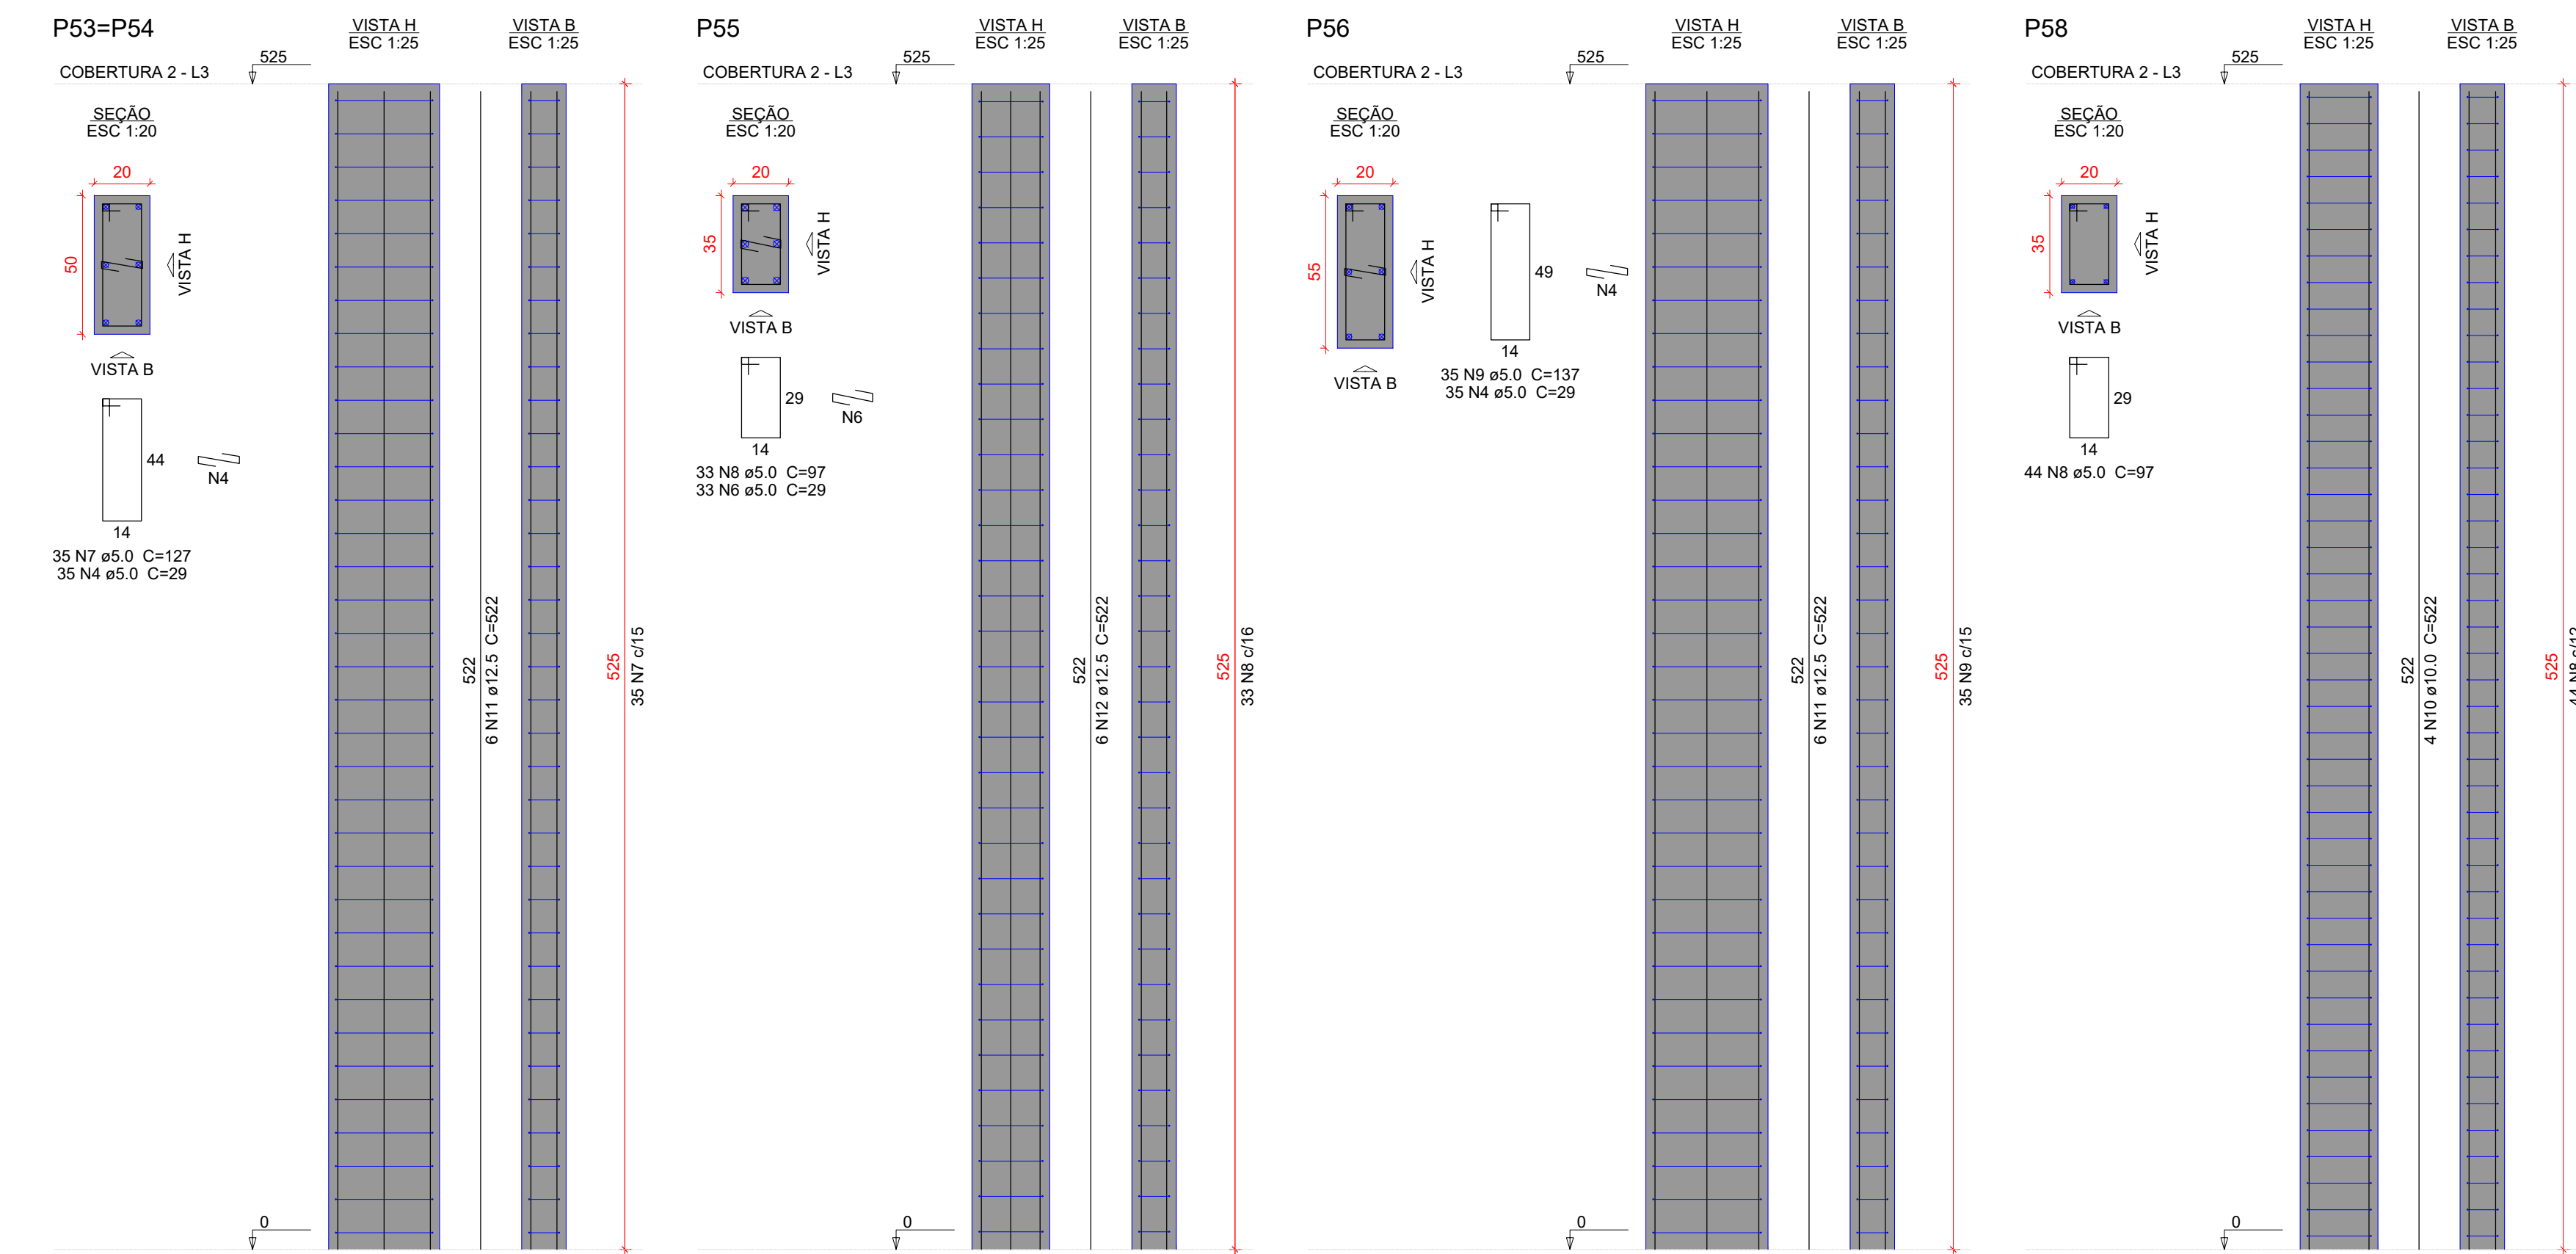 P53=P54
VISTA H
ESC 1:25
VISTA B
ESC 1:25
COBERTURA 2 - L3
525
SEÇÃO
ESC 1:20
20
50
VISTA H
VISTA B
44
14
N4
35 N7 ø5.0  C=127
35 N4 ø5.0  C=29
522
6 N11 ø12.5  C=522
525
35 N7 c/15
0
P55
VISTA H
ESC 1:25
VISTA B
ESC 1:25
COBERTURA 2 - L3
525
SEÇÃO
ESC 1:20
20
35
VISTA H
VISTA B
29
14
N6
33 N8 ø5.0  C=97
33 N6 ø5.0  C=29
522
6 N12 ø12.5  C=522
525
33 N8 c/16
0
P56
VISTA H
ESC 1:25
VISTA B
ESC 1:25
COBERTURA 2 - L3
525
SEÇÃO
ESC 1:20
20
55
VISTA H
VISTA B
49
14
N4
35 N9 ø5.0  C=137
35 N4 ø5.0  C=29
522
6 N11 ø12.5  C=522
525
35 N9 c/15
0
P58
VISTA H
ESC 1:25
VISTA B
ESC 1:25
COBERTURA 2 - L3
525
SEÇÃO
ESC 1:20
20
35
VISTA H
VISTA B
29
14
44 N8 ø5.0  C=97
522
4 N10 ø10.0  C=522
525
44 N8 c/12
0